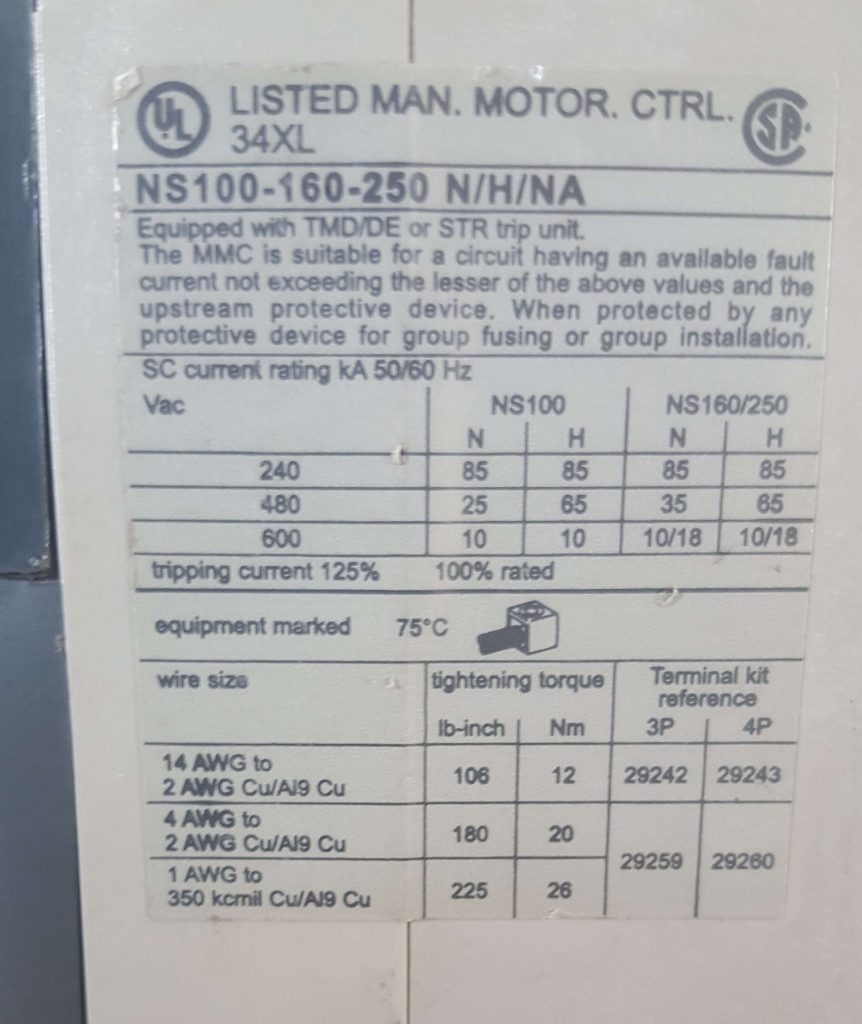 UL LISTED MAN. MOTOR. CTRL. SA
34XL
NS100-160-250 N/H/NA
Equipped with TMD/DE or STR trip unit.
The MMC is suitable for a circuit having an available fault
current not exceeding the lesser of the above values and the
upstream protective device. When protected by any
protective device for group fusing or group installation.
SC current rating kA 50/60 Hz
Vac NS100 NS160/250
N H N H
240 85 85 85 85
480 25 65 35 65
600 10 10 10/18 10/18
tripping current 125% 100% rated
equipment marked 75°C
wire size tightening torque Terminal kit
reference
lb-inch Nm 3P 4P
14 AWG to
2 AWG Cu/Al9 Cu 106 12 29242 29243
4 AWG to
2 AWG Cu/Al9 Cu 180 20
29259 29260
1 AWG to
350 kcmil Cu/Al9 Cu 225 26